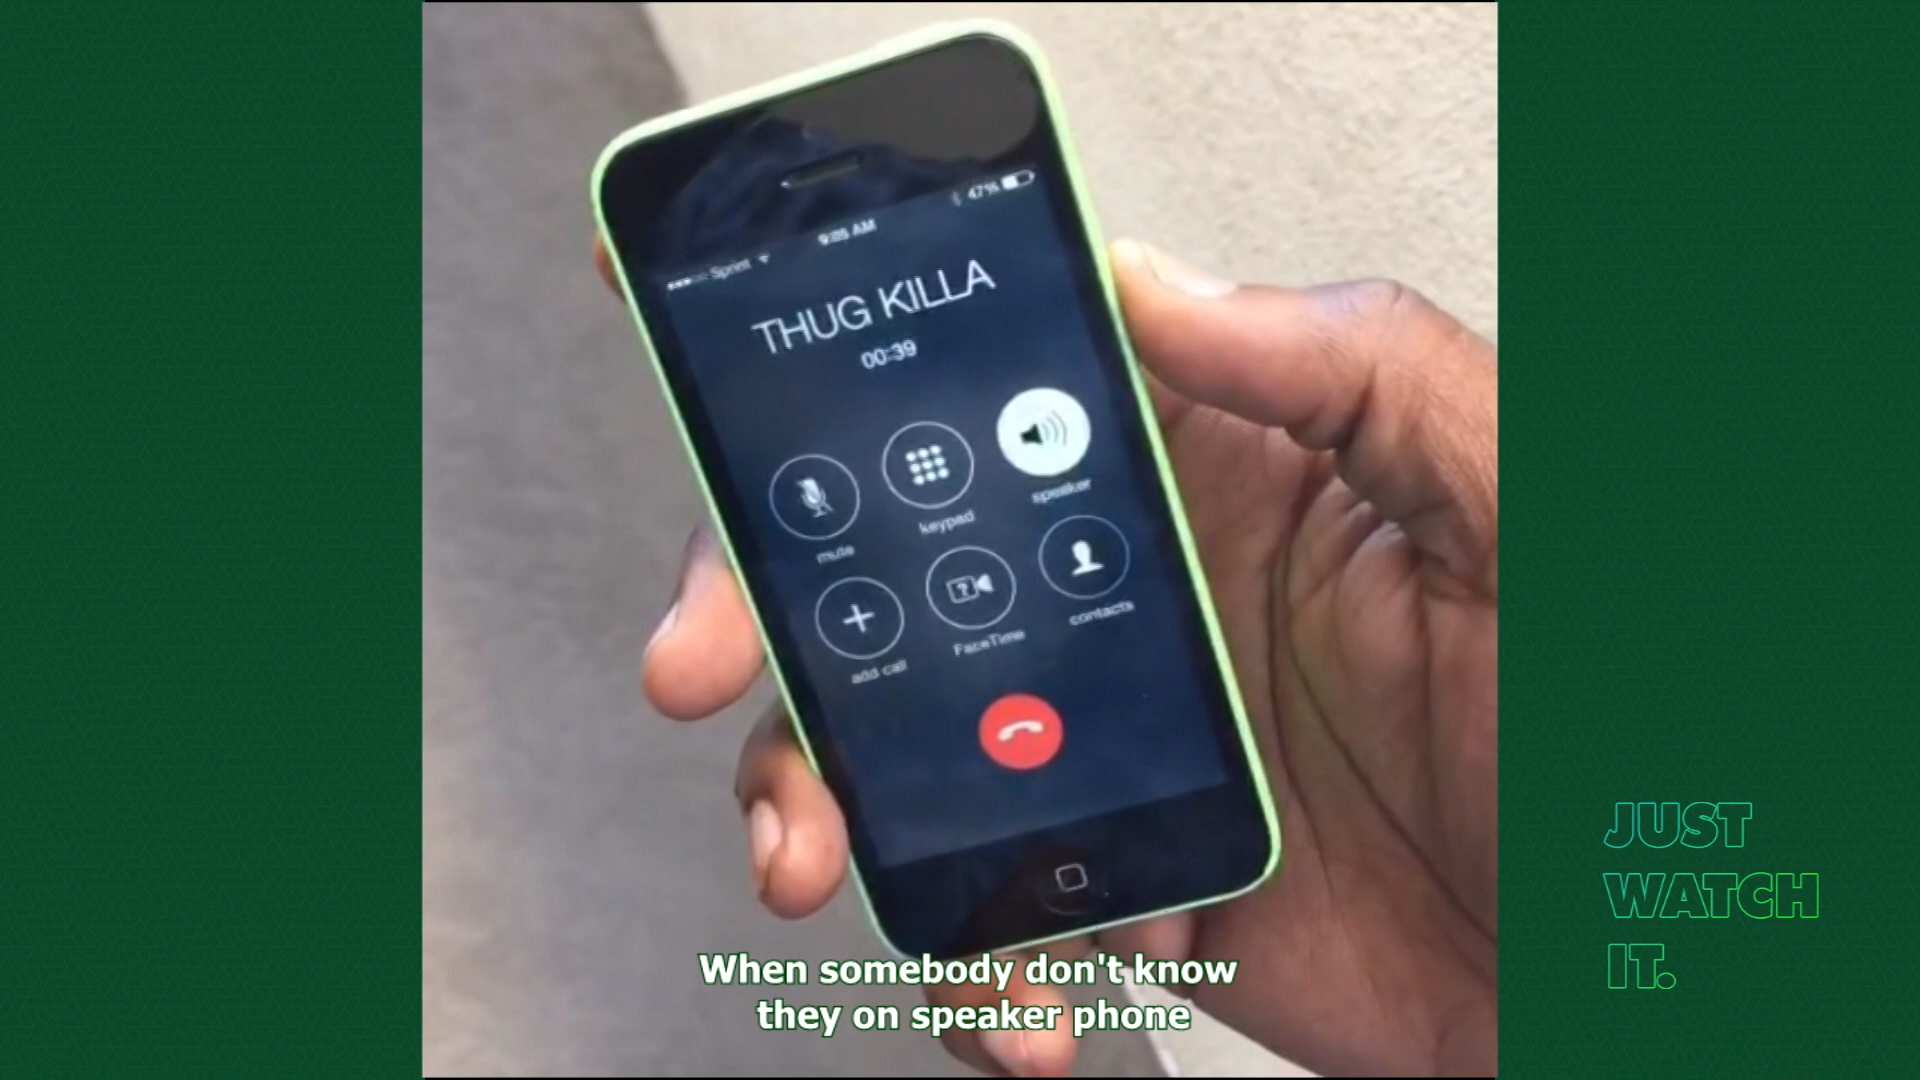 9:05 AM
47%
Sprint
THUG KILLA
00:39
mute
keypad
speaker
add call
FaceTime
contacts
When somebody don't know
they on speaker phone
JUST
WATCH
IT.